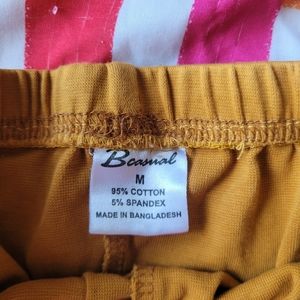 Bcasual
M
95% COTTON
5% SPANDEX
MADE IN BANGLADESH